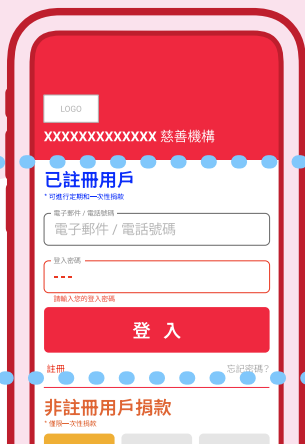 LOGO
XXXXXXXXXXXXX 慈善機構
已註冊用戶
* 可進行定期和一次性捐款
電子郵件 / 電話號碼
電子郵件 / 電話號碼
登入密碼
---
請輸入您的登入密碼
登 入
註冊 忘記密碼？
非註冊用戶捐款
* 僅限一次性捐款